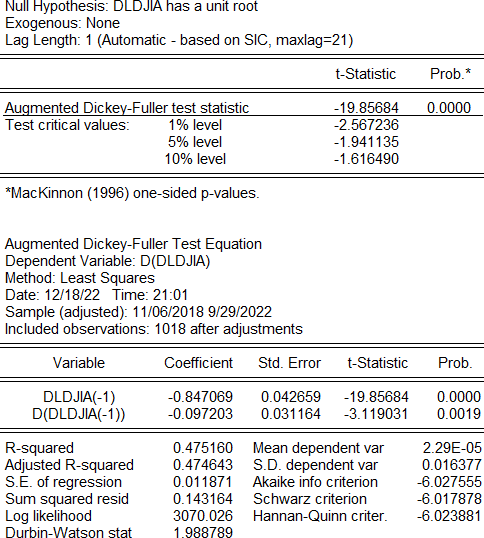 Null Hypothesis: DLDJIA has a unit root
Exogenous: None
Lag Length: 1 (Automatic - based on SIC, maxlag=21)
t-Statistic Prob.*
Augmented Dickey-Fuller test statistic -19.85684 0.0000
Test critical values: 1% level -2.567236
5% level -1.941135
10% level -1.616490
*MacKinnon (1996) one-sided p-values.
Augmented Dickey-Fuller Test Equation
Dependent Variable: D(DLDJIA)
Method: Least Squares
Date: 12/18/22 Time: 21:01
Sample (adjusted): 11/06/2018 9/29/2022
Included observations: 1018 after adjustments
Variable Coefficient Std. Error t-Statistic Prob.
DLDJIA(-1) -0.847069 0.042659 -19.85684 0.0000
D(DLDJIA(-1)) -0.097203 0.031164 -3.119031 0.0019
R-squared 0.475160 Mean dependent var 2.29E-05
Adjusted R-squared 0.474643 S.D. dependent var 0.016377
S.E. of regression 0.011871 Akaike info criterion -6.027555
Sum squared resid 0.143164 Schwarz criterion -6.017878
Log likelihood 3070.026 Hannan-Quinn criter. -6.023881
Durbin-Watson stat 1.988789